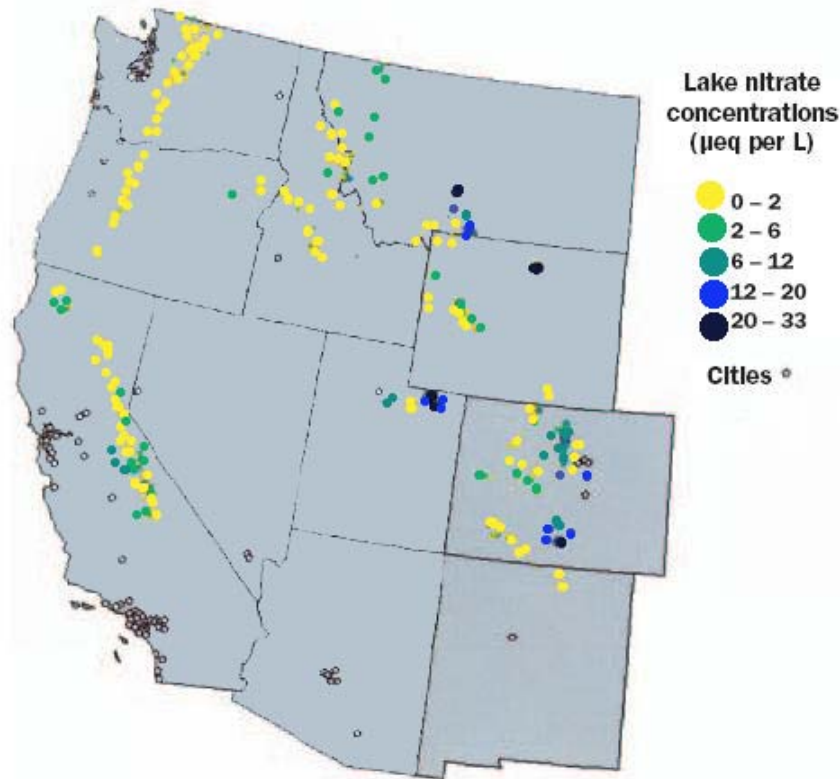 Lake nitrate
concentrations
(µeq per L)
0 – 2
2 – 6
6 – 12
12 – 20
20 – 33
Cities